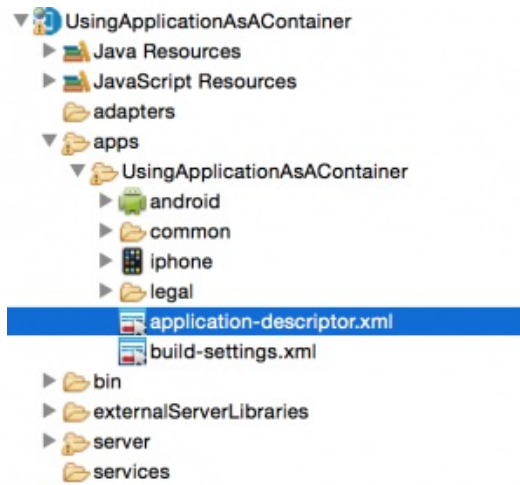 UsingApplicationAsAContainer
Java Resources
JavaScript Resources
adapters
apps
UsingApplicationAsAContainer
android
common
iphone
legal
application-descriptor.xml
build-settings.xml
bin
externalServerLibraries
server
services